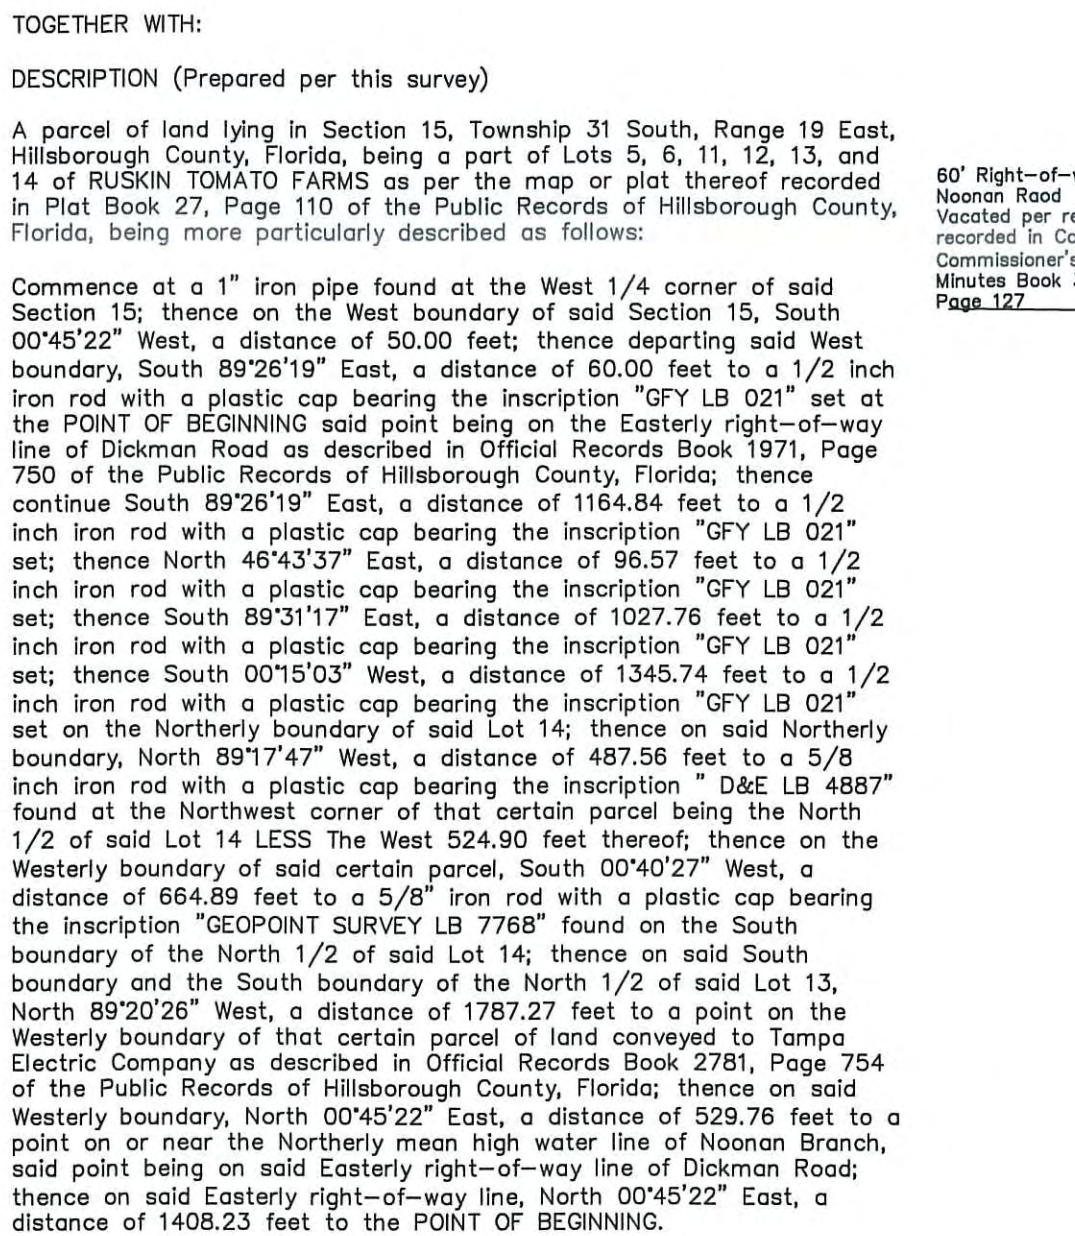 TOGETHER WITH:
DESCRIPTION (Prepared per this survey)
A parcel of land lying in Section 15, Township 31 South, Range 19 East,
Hillsborough County, Florida, being a part of Lots 5, 6, 11, 12, 13, and
14 of RUSKIN TOMATO FARMS as per the map or plat thereof recorded
in Plat Book 27, Page 110 of the Public Records of Hillsborough County,
Florida, being more particularly described as follows:
Commence at a 1" iron pipe found at the West 1/4 corner of said
Section 15; thence on the West boundary of said Section 15, South
00°45'22" West, a distance of 50.00 feet; thence departing said West
boundary, South 89°26'19" East, a distance of 60.00 feet to a 1/2 inch
iron rod with a plastic cap bearing the inscription "GFY LB 021" set at
the POINT OF BEGINNING said point being on the Easterly right-of-way
line of Dickman Road as described in Official Records Book 1971, Page
750 of the Public Records of Hillsborough County, Florida; thence
continue South 89°26'19" East, a distance of 1164.84 feet to a 1/2
inch iron rod with a plastic cap bearing the inscription "GFY LB 021"
set; thence North 46°43'37" East, a distance of 96.57 feet to a 1/2
inch iron rod with a plastic cap bearing the inscription "GFY LB 021"
set; thence South 89°31'17" East, a distance of 1027.76 feet to a 1/2
inch iron rod with a plastic cap bearing the inscription "GFY LB 021"
set; thence South 00°15'03" West, a distance of 1345.74 feet to a 1/2
inch iron rod with a plastic cap bearing the inscription "GFY LB 021"
set on the Northerly boundary of said Lot 14; thence on said Northerly
boundary, North 89°17'47" West, a distance of 487.56 feet to a 5/8
inch iron rod with a plastic cap bearing the inscription " D&E LB 4887"
found at the Northwest corner of that certain parcel being the North
1/2 of said Lot 14 LESS The West 524.90 feet thereof; thence on the
Westerly boundary of said certain parcel, South 00°40'27" West, a
distance of 664.89 feet to a 5/8" iron rod with a plastic cap bearing
the inscription "GEOPOINT SURVEY LB 7768" found on the South
boundary of the North 1/2 of said Lot 14; thence on said South
boundary and the South boundary of the North 1/2 of said Lot 13,
North 89°20'26" West, a distance of 1787.27 feet to a point on the
Westerly boundary of that certain parcel of land conveyed to Tampa
Electric Company as described in Official Records Book 2781, Page 754
of the Public Records of Hillsborough County, Florida; thence on said
Westerly boundary, North 00°45'22" East, a distance of 529.76 feet to a
point on or near the Northerly mean high water line of Noonan Branch,
said point being on said Easterly right-of-way line of Dickman Road;
thence on said Easterly right-of-way line, North 00°45'22" East, a
distance of 1408.23 feet to the POINT OF BEGINNING.
60' Right-of-
Noonan Raod
Vacated per
recorded in
Commissioner's
Minutes Book
Page 127